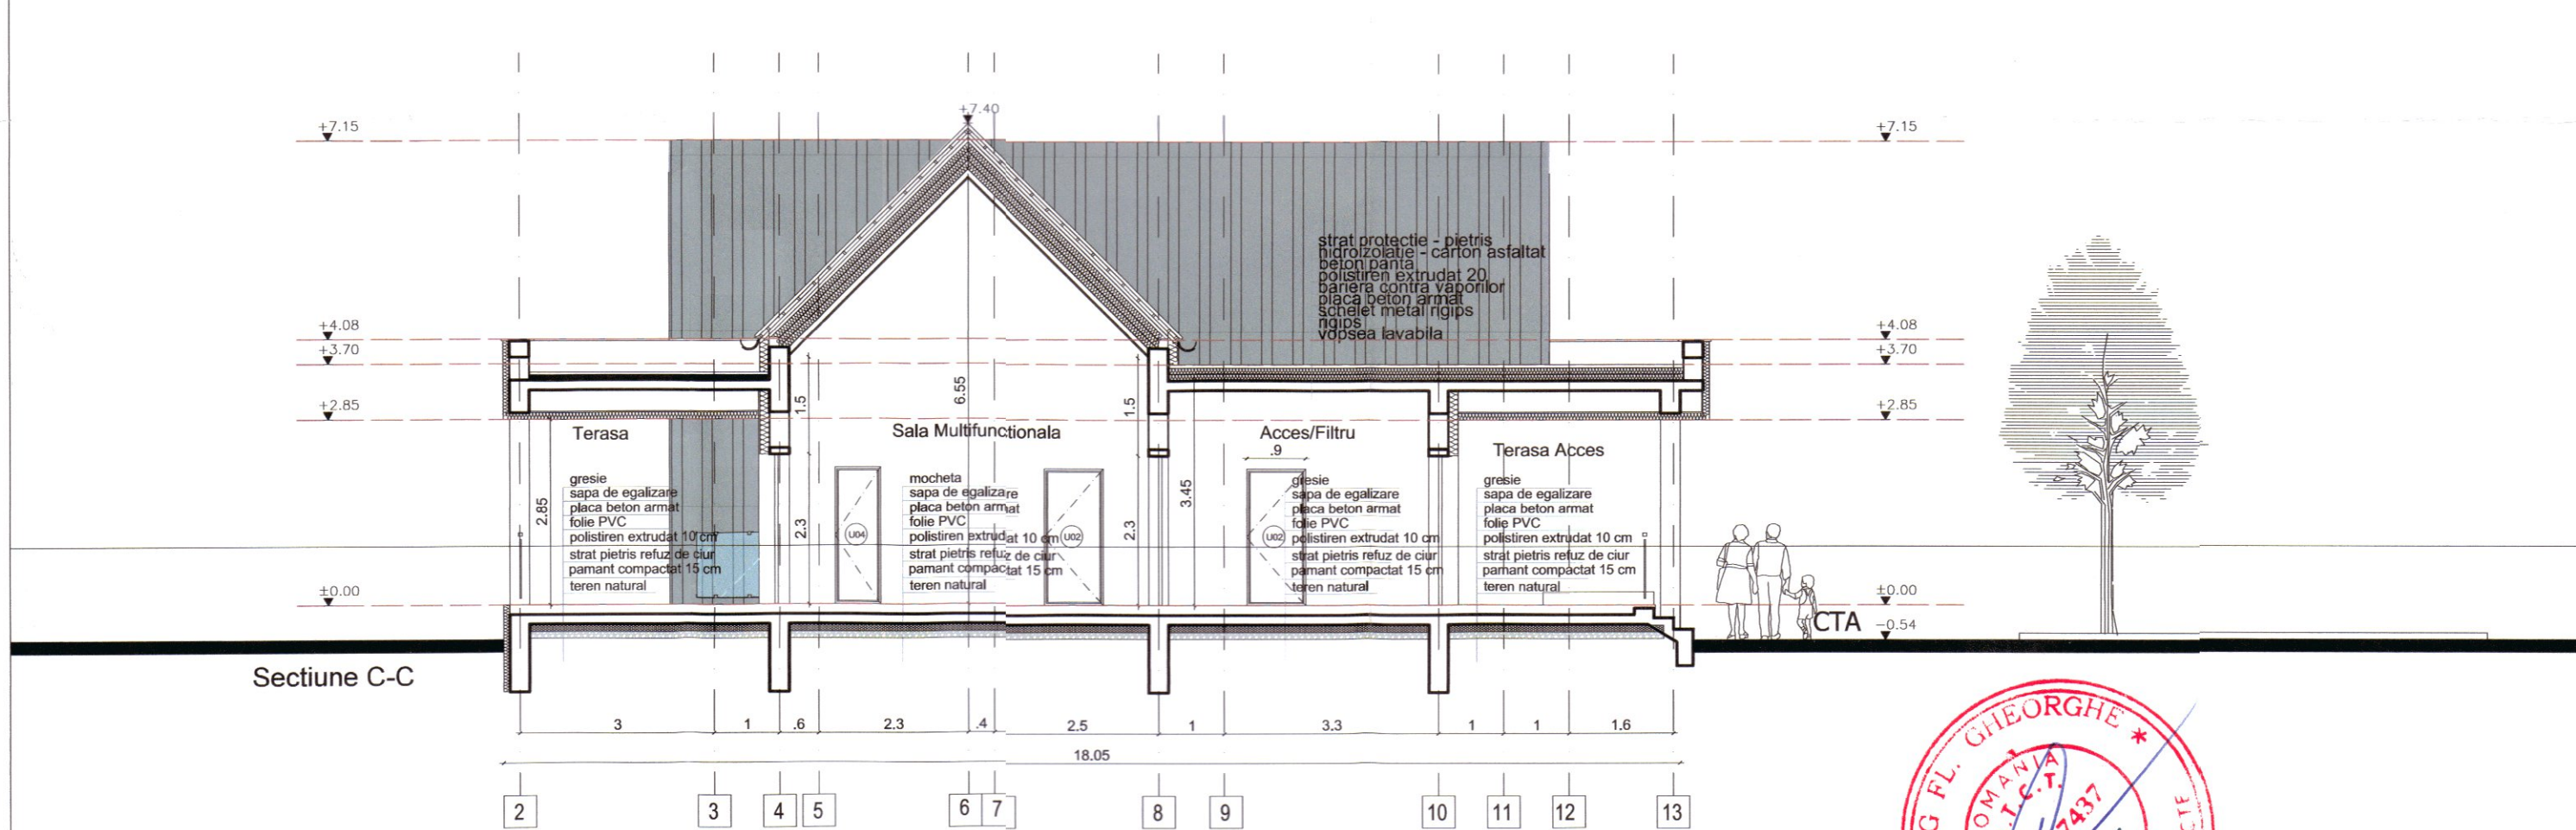 +7.40
+7.15
+7.15
strat protectie - pietris
hidroizolatie - carton asfaltat
beton panta
polistiren extrudat 20
bariera contra vaporilor
placa beton armat
schelet metal rigips
rigips
vopsea lavabila
+4.08
+4.08
+3.70
+3.70
+2.85
+2.85
1.5
6.55
1.5
Terasa
Sala Multifunctionala
Acces/Filtru
Terasa Acces
.9
2.85
gresie
sapa de egalizare
placa beton armat
folie PVC
polistiren extrudat 10 cm
strat pietris refuz de ciur
pamant compactat 15 cm
teren natural
2.3
U04
mocheta
sapa de egalizare
placa beton armat
folie PVC
polistiren extrudat 10 cm
strat pietris refuz de ciur
pamant compactat 15 cm
teren natural
U02
2.3
3.45
U02
gresie
sapa de egalizare
placa beton armat
folie PVC
polistiren extrudat 10 cm
strat pietris refuz de ciur
pamant compactat 15 cm
teren natural
gresie
sapa de egalizare
placa beton armat
folie PVC
polistiren extrudat 10 cm
strat pietris refuz de ciur
pamant compactat 15 cm
teren natural
±0.00
±0.00
CTA
-0.54
Sectiune C-C
3 1 .6 2.3 .4 2.5 1 3.3 1 1 1.6
18.05
2 3 4 5 6 7 8 9 10 11 12 13
G FL. GHEORGHE *
OMANIA
.I.C.T.
7437